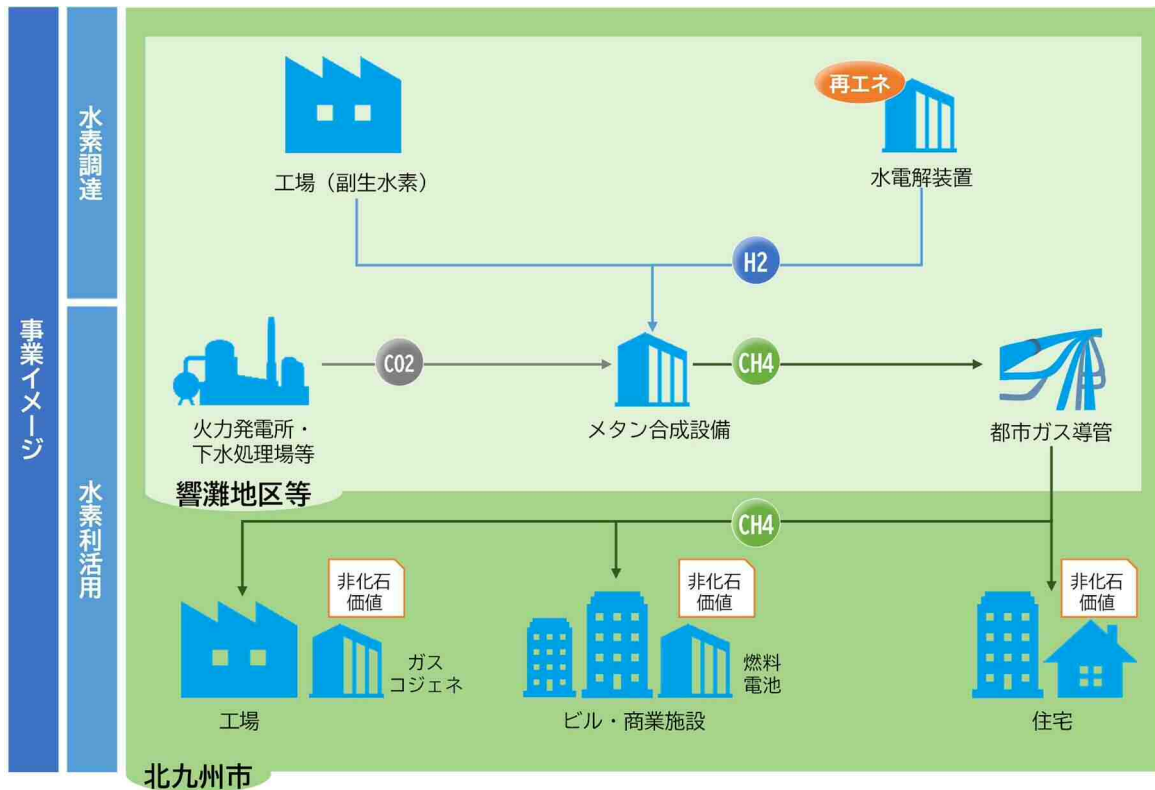 事業イメージ
水素調達
水素利活用
再エネ
工場（副生水素）
水電解装置
H2
火力発電所・
下水処理場等
CO2
メタン合成設備
CH4
都市ガス導管
響灘地区等
CH4
非化石
価値
ガス
コジェネ
工場
非化石
価値
燃料
電池
ビル・商業施設
非化石
価値
住宅
北九州市